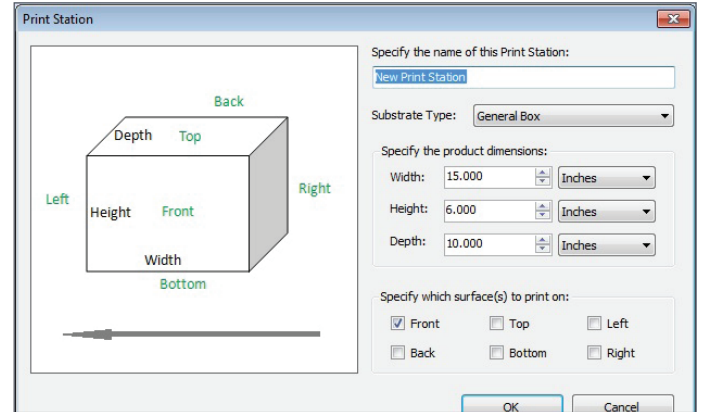 Print Station
Back
Depth Top
Left
Right
Height Front
Width
Bottom
Specify the name of this Print Station:
New Print Station
Substrate Type: General Box
Specify the product dimensions:
Width: 15.000 Inches
Height: 6.000 Inches
Depth: 10.000 Inches
Specify which surface(s) to print on:
Front Top Left
Back Bottom Right
OK Cancel